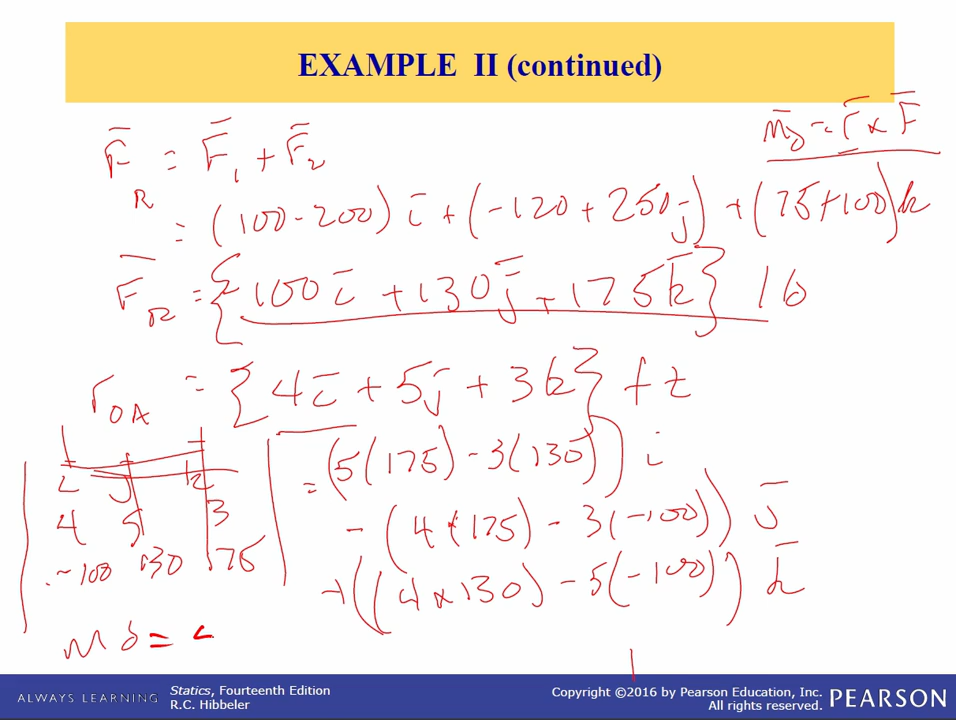 EXAMPLE II (continued)
M̄o = r̄ × F̄
F̄R = F̄1 + F̄2
= (100 - 200) ī + (-120 + 250 j̄) + (75 + 100) k
F̄R = {100 ī + 130 j̄ + 175 k̄} lb
rOA = {4 ī + 5 j̄ + 3 k} ft
i j k
4 5 3
-100 130 175
= (5(175) - 3(130)) i
- (4 × 175) - 3(-100)) j̄
+ ((4 × 130) - 5(-100)) k̄
Mo = 4
ALWAYS LEARNING
Statics, Fourteenth Edition
R.C. Hibbeler
Copyright ©2016 by Pearson Education, Inc.
All rights reserved.
PEARSON